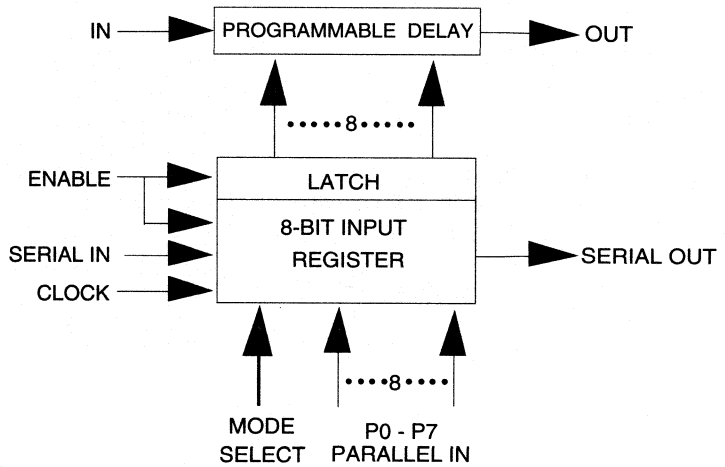 IN
PROGRAMMABLE DELAY
OUT
8
ENABLE
LATCH
8-BIT INPUT
REGISTER
SERIAL IN
SERIAL OUT
CLOCK
8
MODE
SELECT
P0 - P7
PARALLEL IN